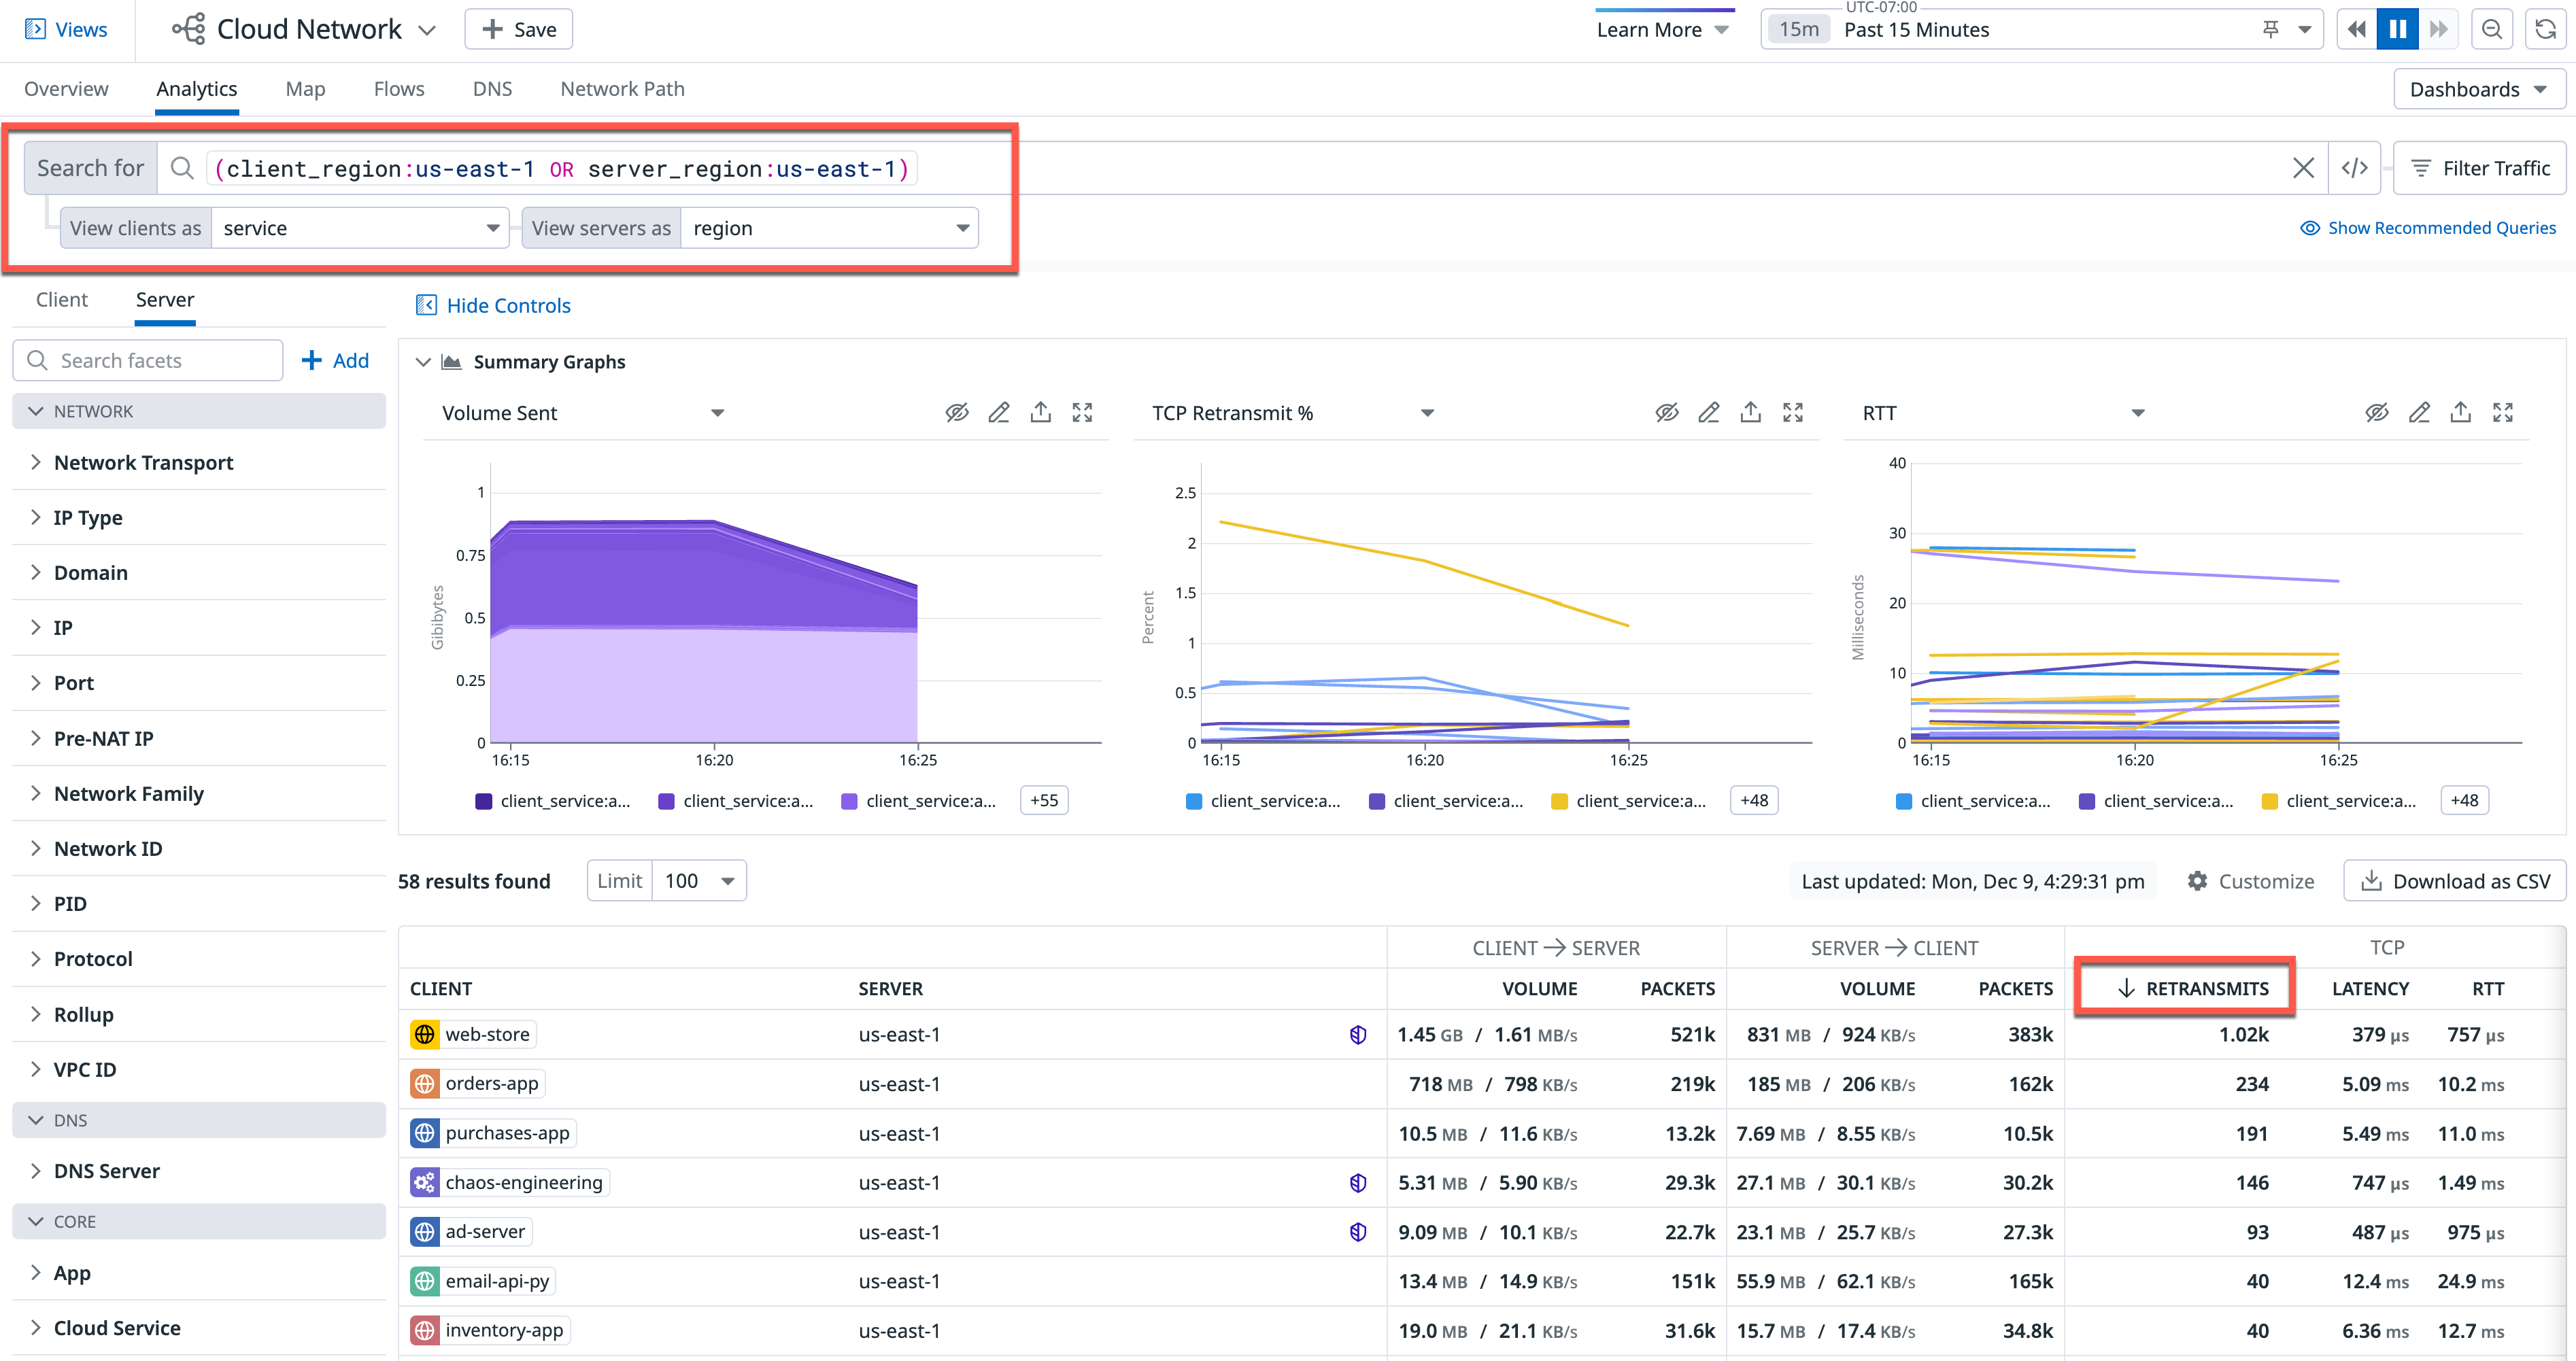 Views
Cloud Network
Save
Learn More
UTC-07:00
15m Past 15 Minutes
Overview Analytics Map Flows DNS Network Path
Dashboards
Search for (client_region:us-east-1 OR server_region:us-east-1)
</>
Filter Traffic
View clients as service View servers as region
Show Recommended Queries
Client Server
Hide Controls
Search facets
+ Add
NETWORK
Network Transport
IP Type
Domain
IP
Port
Pre-NAT IP
Network Family
Network ID
PID
Protocol
Rollup
VPC ID
DNS
DNS Server
CORE
App
Cloud Service
Summary Graphs
Volume Sent
Gibibytes
1
0.75
0.5
0.25
0
16:15 16:20 16:25
client_service:a... client_service:a... client_service:a... +55
TCP Retransmit %
Percent
2.5
2
1.5
1
0.5
0
16:15 16:20 16:25
client_service:a... client_service:a... client_service:a... +48
RTT
Milliseconds
40
30
20
10
0
16:15 16:20 16:25
client_service:a... client_service:a... client_service:a... +48
58 results found
Limit 100
Last updated: Mon, Dec 9, 4:29:31 pm
Customize
Download as CSV
CLIENT → SERVER SERVER → CLIENT TCP
CLIENT SERVER VOLUME PACKETS VOLUME PACKETS ↓ RETRANSMITS LATENCY RTT
web-store us-east-1 1.45 GB / 1.61 MB/s 521k 831 MB / 924 KB/s 383k 1.02k 379 µs 757 µs
orders-app us-east-1 718 MB / 798 KB/s 219k 185 MB / 206 KB/s 162k 234 5.09 ms 10.2 ms
purchases-app us-east-1 10.5 MB / 11.6 KB/s 13.2k 7.69 MB / 8.55 KB/s 10.5k 191 5.49 ms 11.0 ms
chaos-engineering us-east-1 5.31 MB / 5.90 KB/s 29.3k 27.1 MB / 30.1 KB/s 30.2k 146 747 µs 1.49 ms
ad-server us-east-1 9.09 MB / 10.1 KB/s 22.7k 23.1 MB / 25.7 KB/s 27.3k 93 487 µs 975 µs
email-api-py us-east-1 13.4 MB / 14.9 KB/s 151k 55.9 MB / 62.1 KB/s 165k 40 12.4 ms 24.9 ms
inventory-app us-east-1 19.0 MB / 21.1 KB/s 31.6k 15.7 MB / 17.4 KB/s 34.8k 40 6.36 ms 12.7 ms